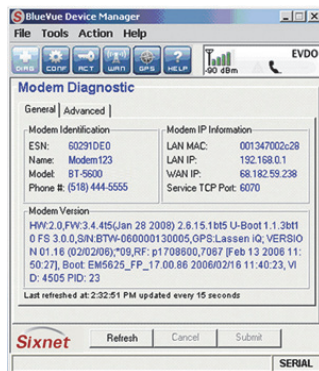 BlueVue Device Manager
File Tools Action Help
DIAG CONF ACT WAN GPS HELP -90 dBm EVDO
Modem Diagnostic
General Advanced
Modem Identification
ESN: 60291DE0
Name: Modem123
Model: BT-5600
Phone #: (518) 444-5555
Modem IP Information
LAN MAC: 001347002c28
LAN IP: 192.168.0.1
WAN IP: 68.182.59.238
Service TCP Port: 6070
Modem Version
HW:2.0,FW:3.4.4t5(Jan 28 2008) 2.6.15.1bt5 U-Boot 1.1.3bt1
0 FS 3.0.0,S/N:BTW-060000130005,GPS:Lassen iQ; VERSIO
N 01.16 (02/02/06);*09,RF: p1708600,7067 [Feb 13 2006 11:
50:27], Boot: EM5625_FP_17.00.86 2006/02/16 11:40:23, VI
D: 4505 PID: 23
Last refreshed at: 2:32:51 PM updated every 15 seconds
Sixnet Refresh Cancel Submit
SERIAL